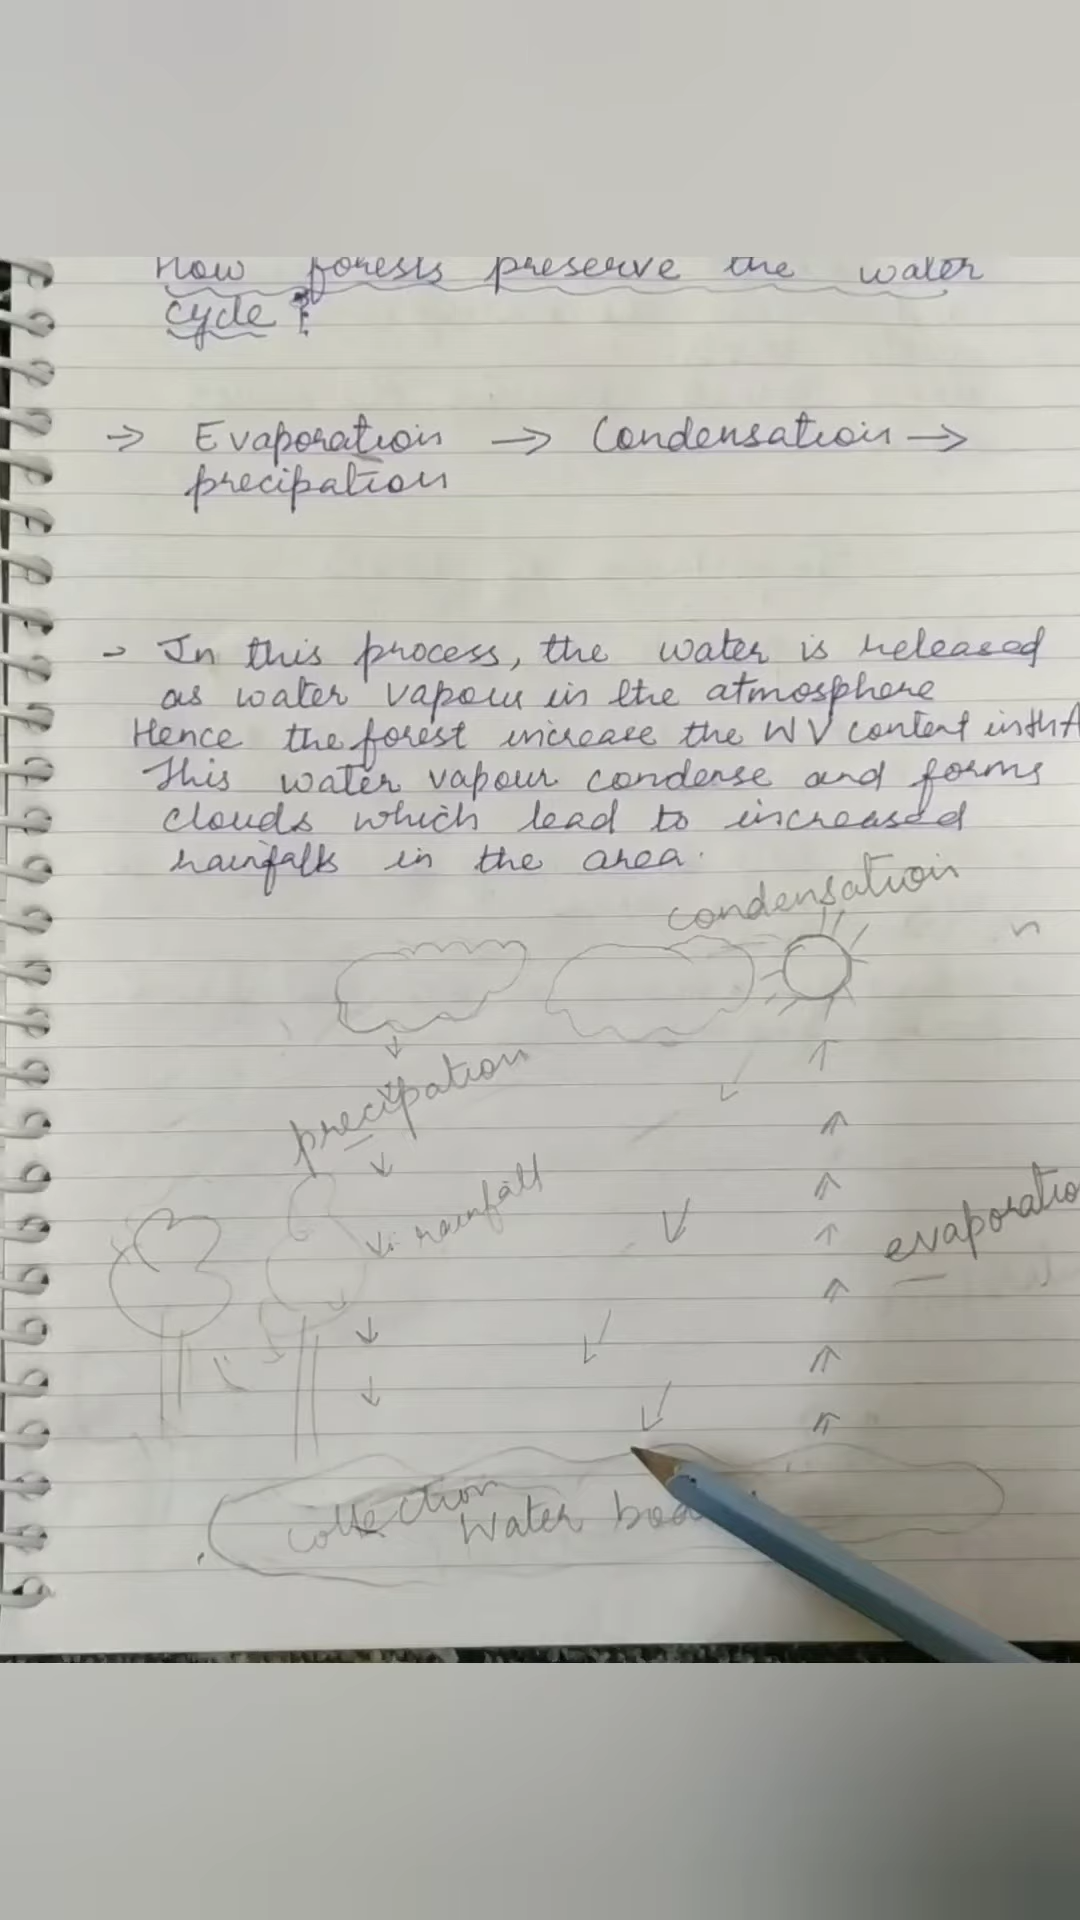 How forests preserve the water
cycle ?
→ Evaporation → Condensation →
precipation
- In this process, the water is released
as water vapour in the atmosphere
Hence the forest increase the WV content in
This water vapour condense and forms
clouds which lead to increased
rainfalls in the area.
condensation
precipation
rainfall
evaporatio
collection
Water